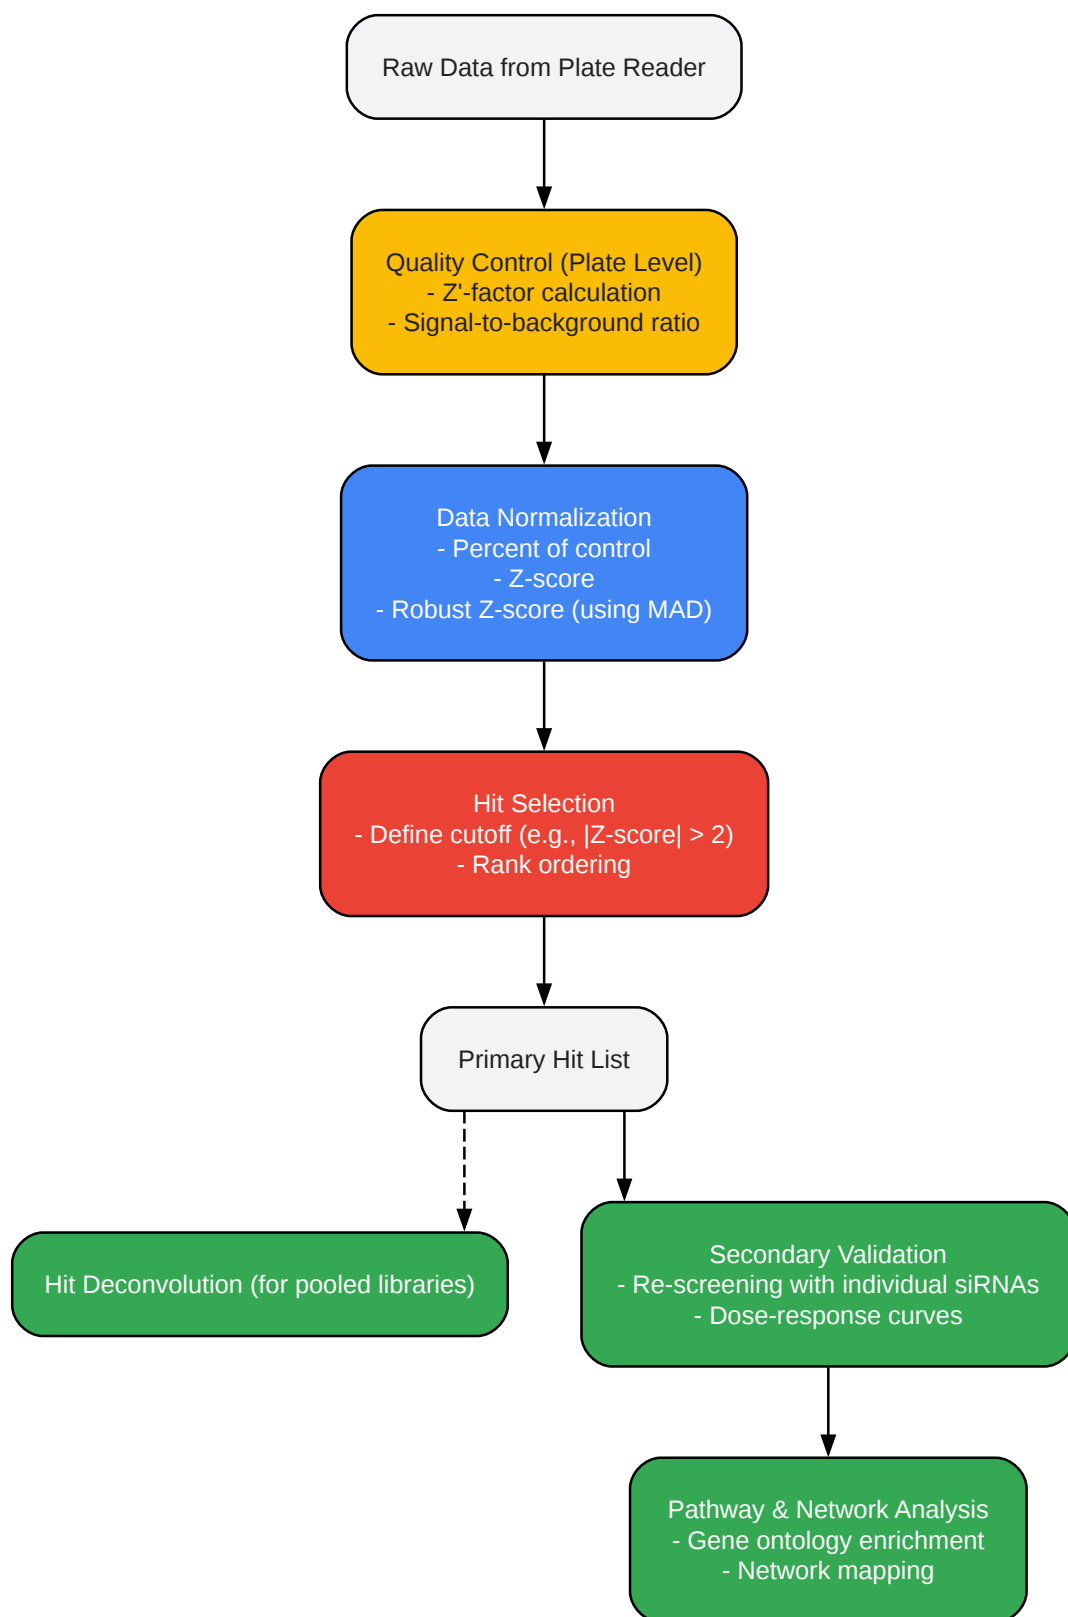 Raw Data from Plate Reader
Quality Control (Plate Level)
- Z'-factor calculation
- Signal-to-background ratio
Data Normalization
- Percent of control
- Z-score
- Robust Z-score (using MAD)
Hit Selection
- Define cutoff (e.g., |Z-score| > 2)
- Rank ordering
Primary Hit List
Hit Deconvolution (for pooled libraries)
Secondary Validation
- Re-screening with individual siRNAs
- Dose-response curves
Pathway & Network Analysis
- Gene ontology enrichment
- Network mapping